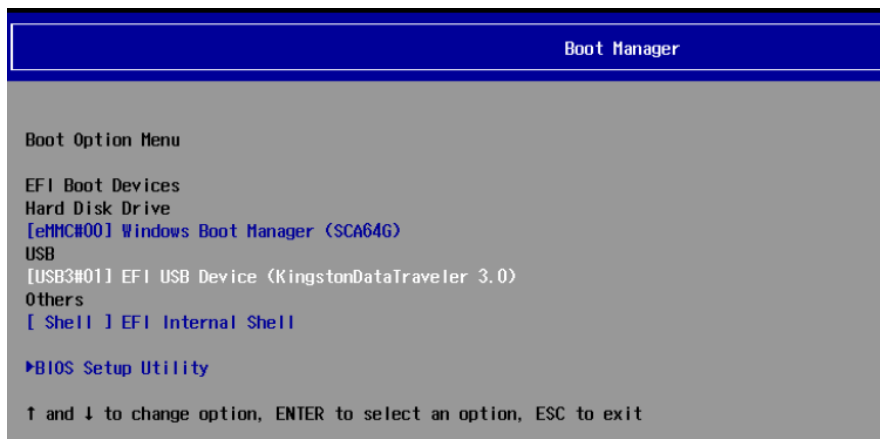 Boot Manager
Boot Option Menu
EFI Boot Devices
Hard Disk Drive
[eMMC#00] Windows Boot Manager (SCA64G)
USB
[USB3#01] EFI USB Device (KingstonDataTraveler 3.0)
Others
[ Shell ] EFI Internal Shell
▶BIOS Setup Utility
↑ and ↓ to change option, ENTER to select an option, ESC to exit